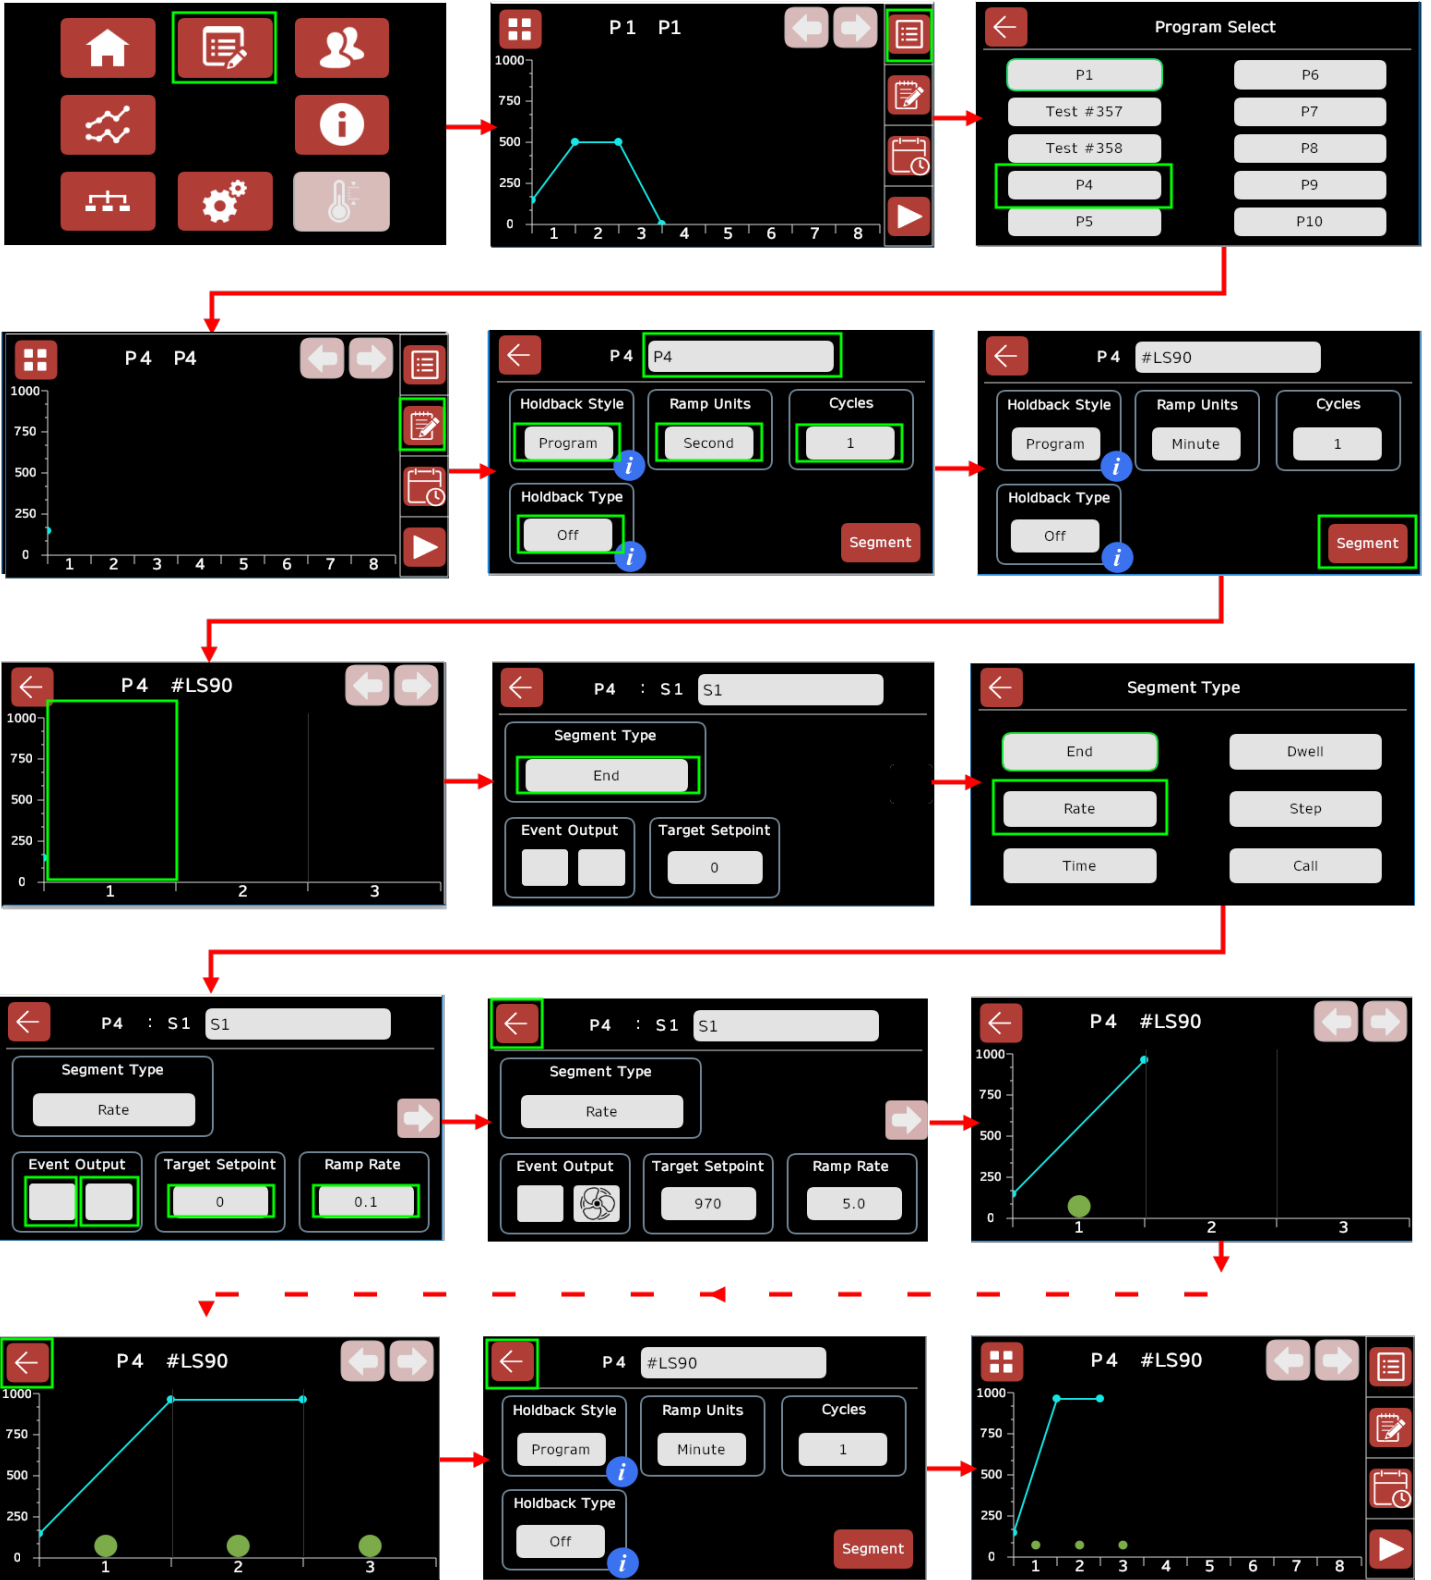 P1 P1
1000
750
500
250
0
1 2 3 4 5 6 7 8
Program Select
P1 P6
Test #357 P7
Test #358 P8
P4 P9
P5 P10
P4 P4
1000
750
500
250
0
1 2 3 4 5 6 7 8
P4 P4
Holdback Style Ramp Units Cycles
Program Second 1
i
Holdback Type
Off
i
Segment
P4 #LS90
Holdback Style Ramp Units Cycles
Program Minute 1
i
Holdback Type
Off
i
Segment
P4 #LS90
1000
750
500
250
0
1 2 3
P4 : S1 S1
Segment Type
End
Event Output Target Setpoint
0
Segment Type
End Dwell
Rate Step
Time Call
P4 : S1 S1
Segment Type
Rate
Event Output Target Setpoint Ramp Rate
0 0.1
P4 : S1 S1
Segment Type
Rate
Event Output Target Setpoint Ramp Rate
970 5.0
P4 #LS90
1000
750
500
250
0
1 2 3
P4 #LS90
1000
750
500
250
0
1 2 3
P4 #LS90
Holdback Style Ramp Units Cycles
Program Minute 1
i
Holdback Type
Off
i
Segment
P4 #LS90
1000
750
500
250
0
1 2 3 4 5 6 7 8